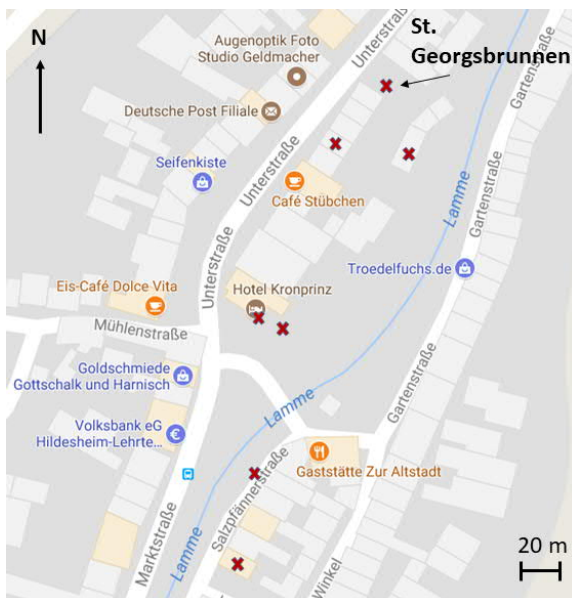 N
St.
Georgsbrunnen
Augenoptik Foto
Studio Geldmacher
Unterstraße
Gartenstraße
Deutsche Post Filiale
Seifenkiste
Unterstraße
Café Stübchen
Lamme
Gartenstraße
Unterstraße
Troedelfuchs.de
Eis-Café Dolce Vita
Hotel Kronprinz
Mühlenstraße
Goldschmiede
Gottschalk und Harnisch
Lamme
Gartenstraße
Volksbank eG
Hildesheim-Lehrte…
Gaststätte Zur Altstadt
Salzpfännerstraße
Marktstraße
Lamme
Winkel
20 m